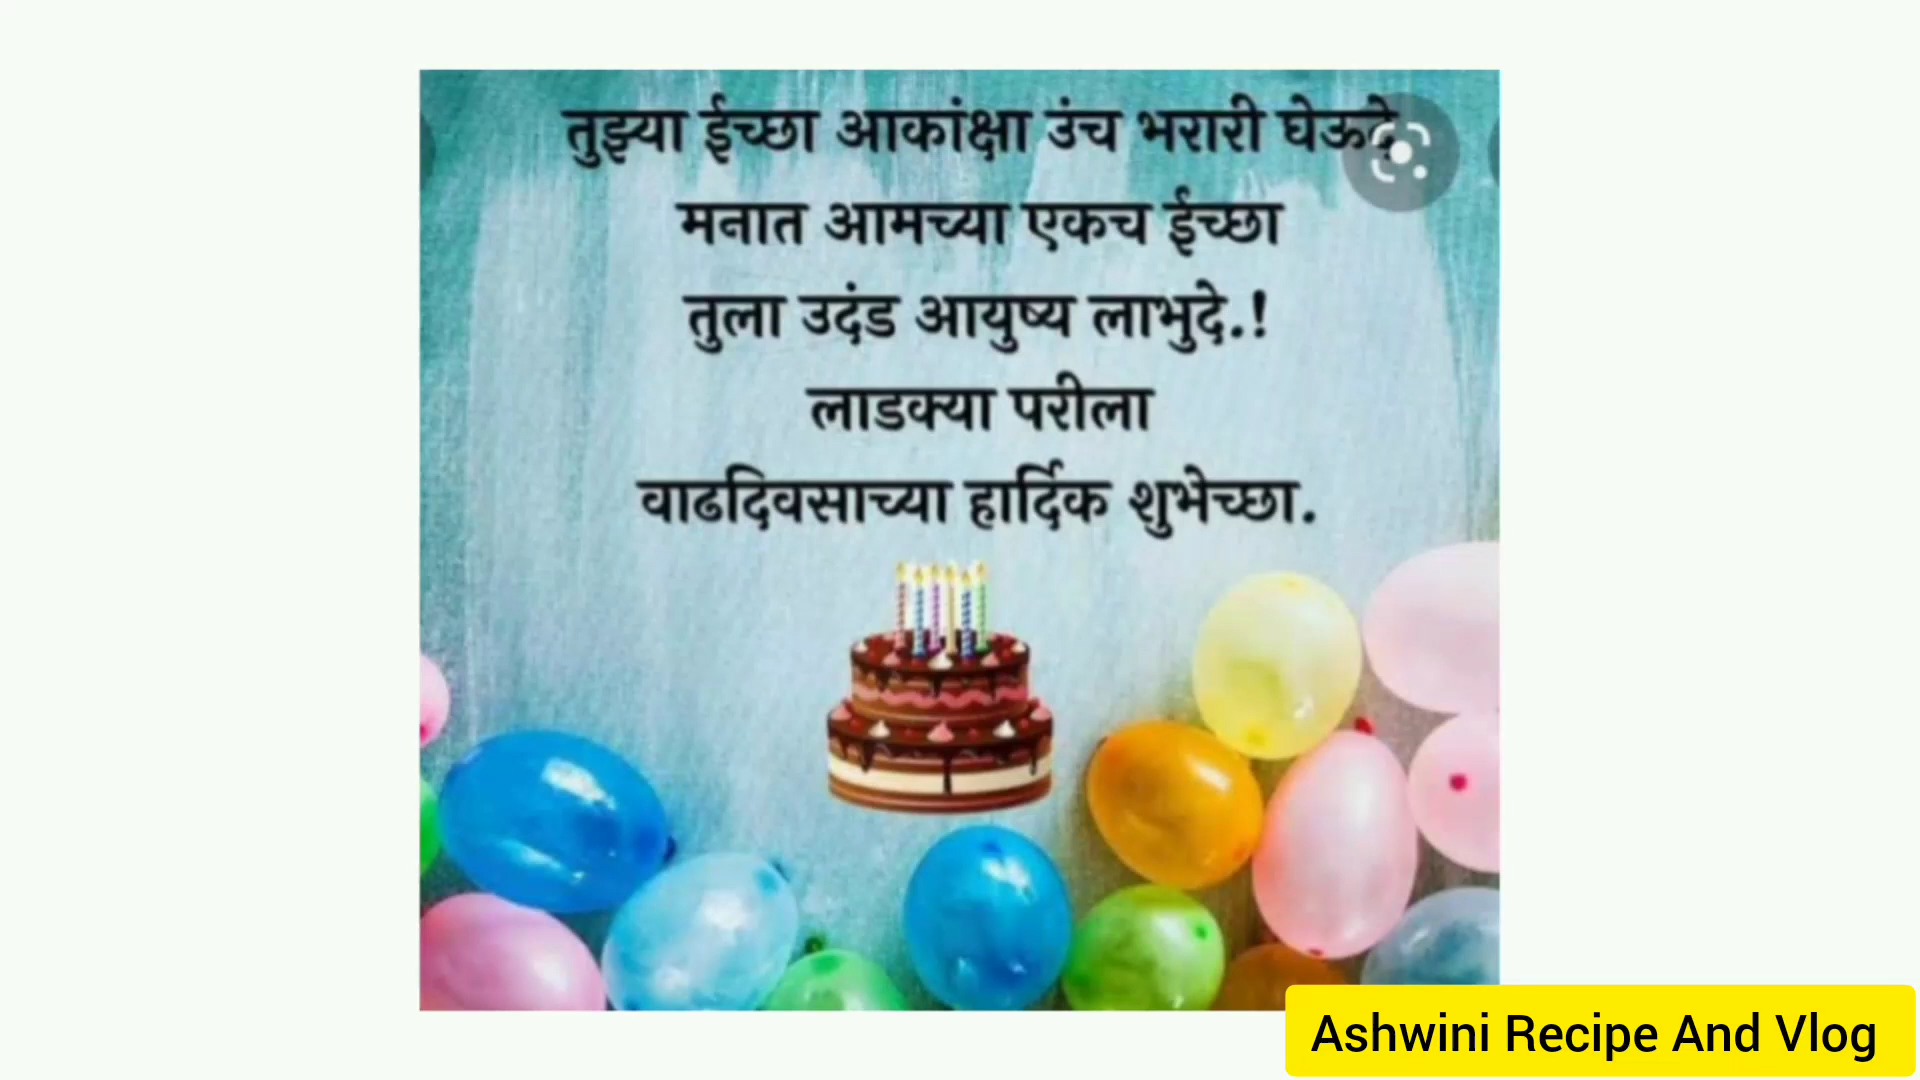 तुझ्या ईच्छा आकांक्षा उंच भरारी घेऊदे
मनात आमच्या एकच ईच्छा
तुला उदंड आयुष्य लाभुदे.!
लाडक्या परीला
वाढदिवसाच्या हार्दिक शुभेच्छा.
Ashwini Recipe And Vlog